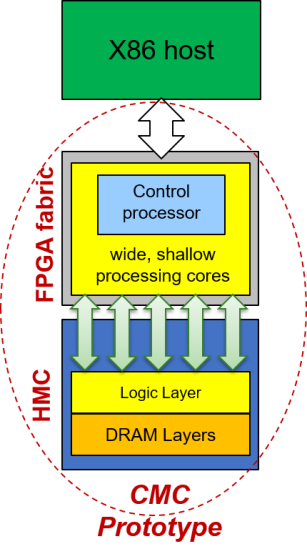 X86 host
FPGA fabric
Control
processor
wide, shallow
processing cores
HMC
Logic Layer
DRAM Layers
CMC
Prototype